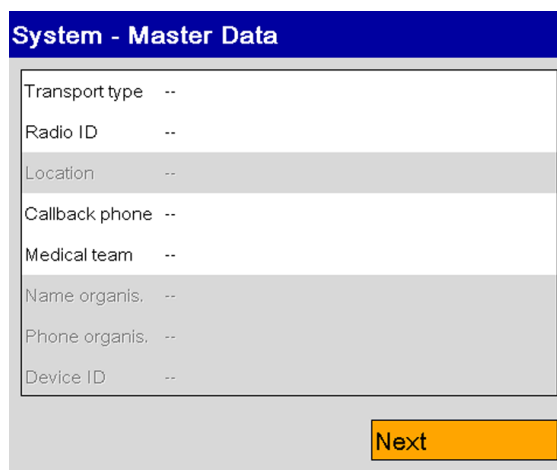 System - Master Data
Transport type --
Radio ID --
Location --
Callback phone --
Medical team --
Name organis. --
Phone organis. --
Device ID --
Next